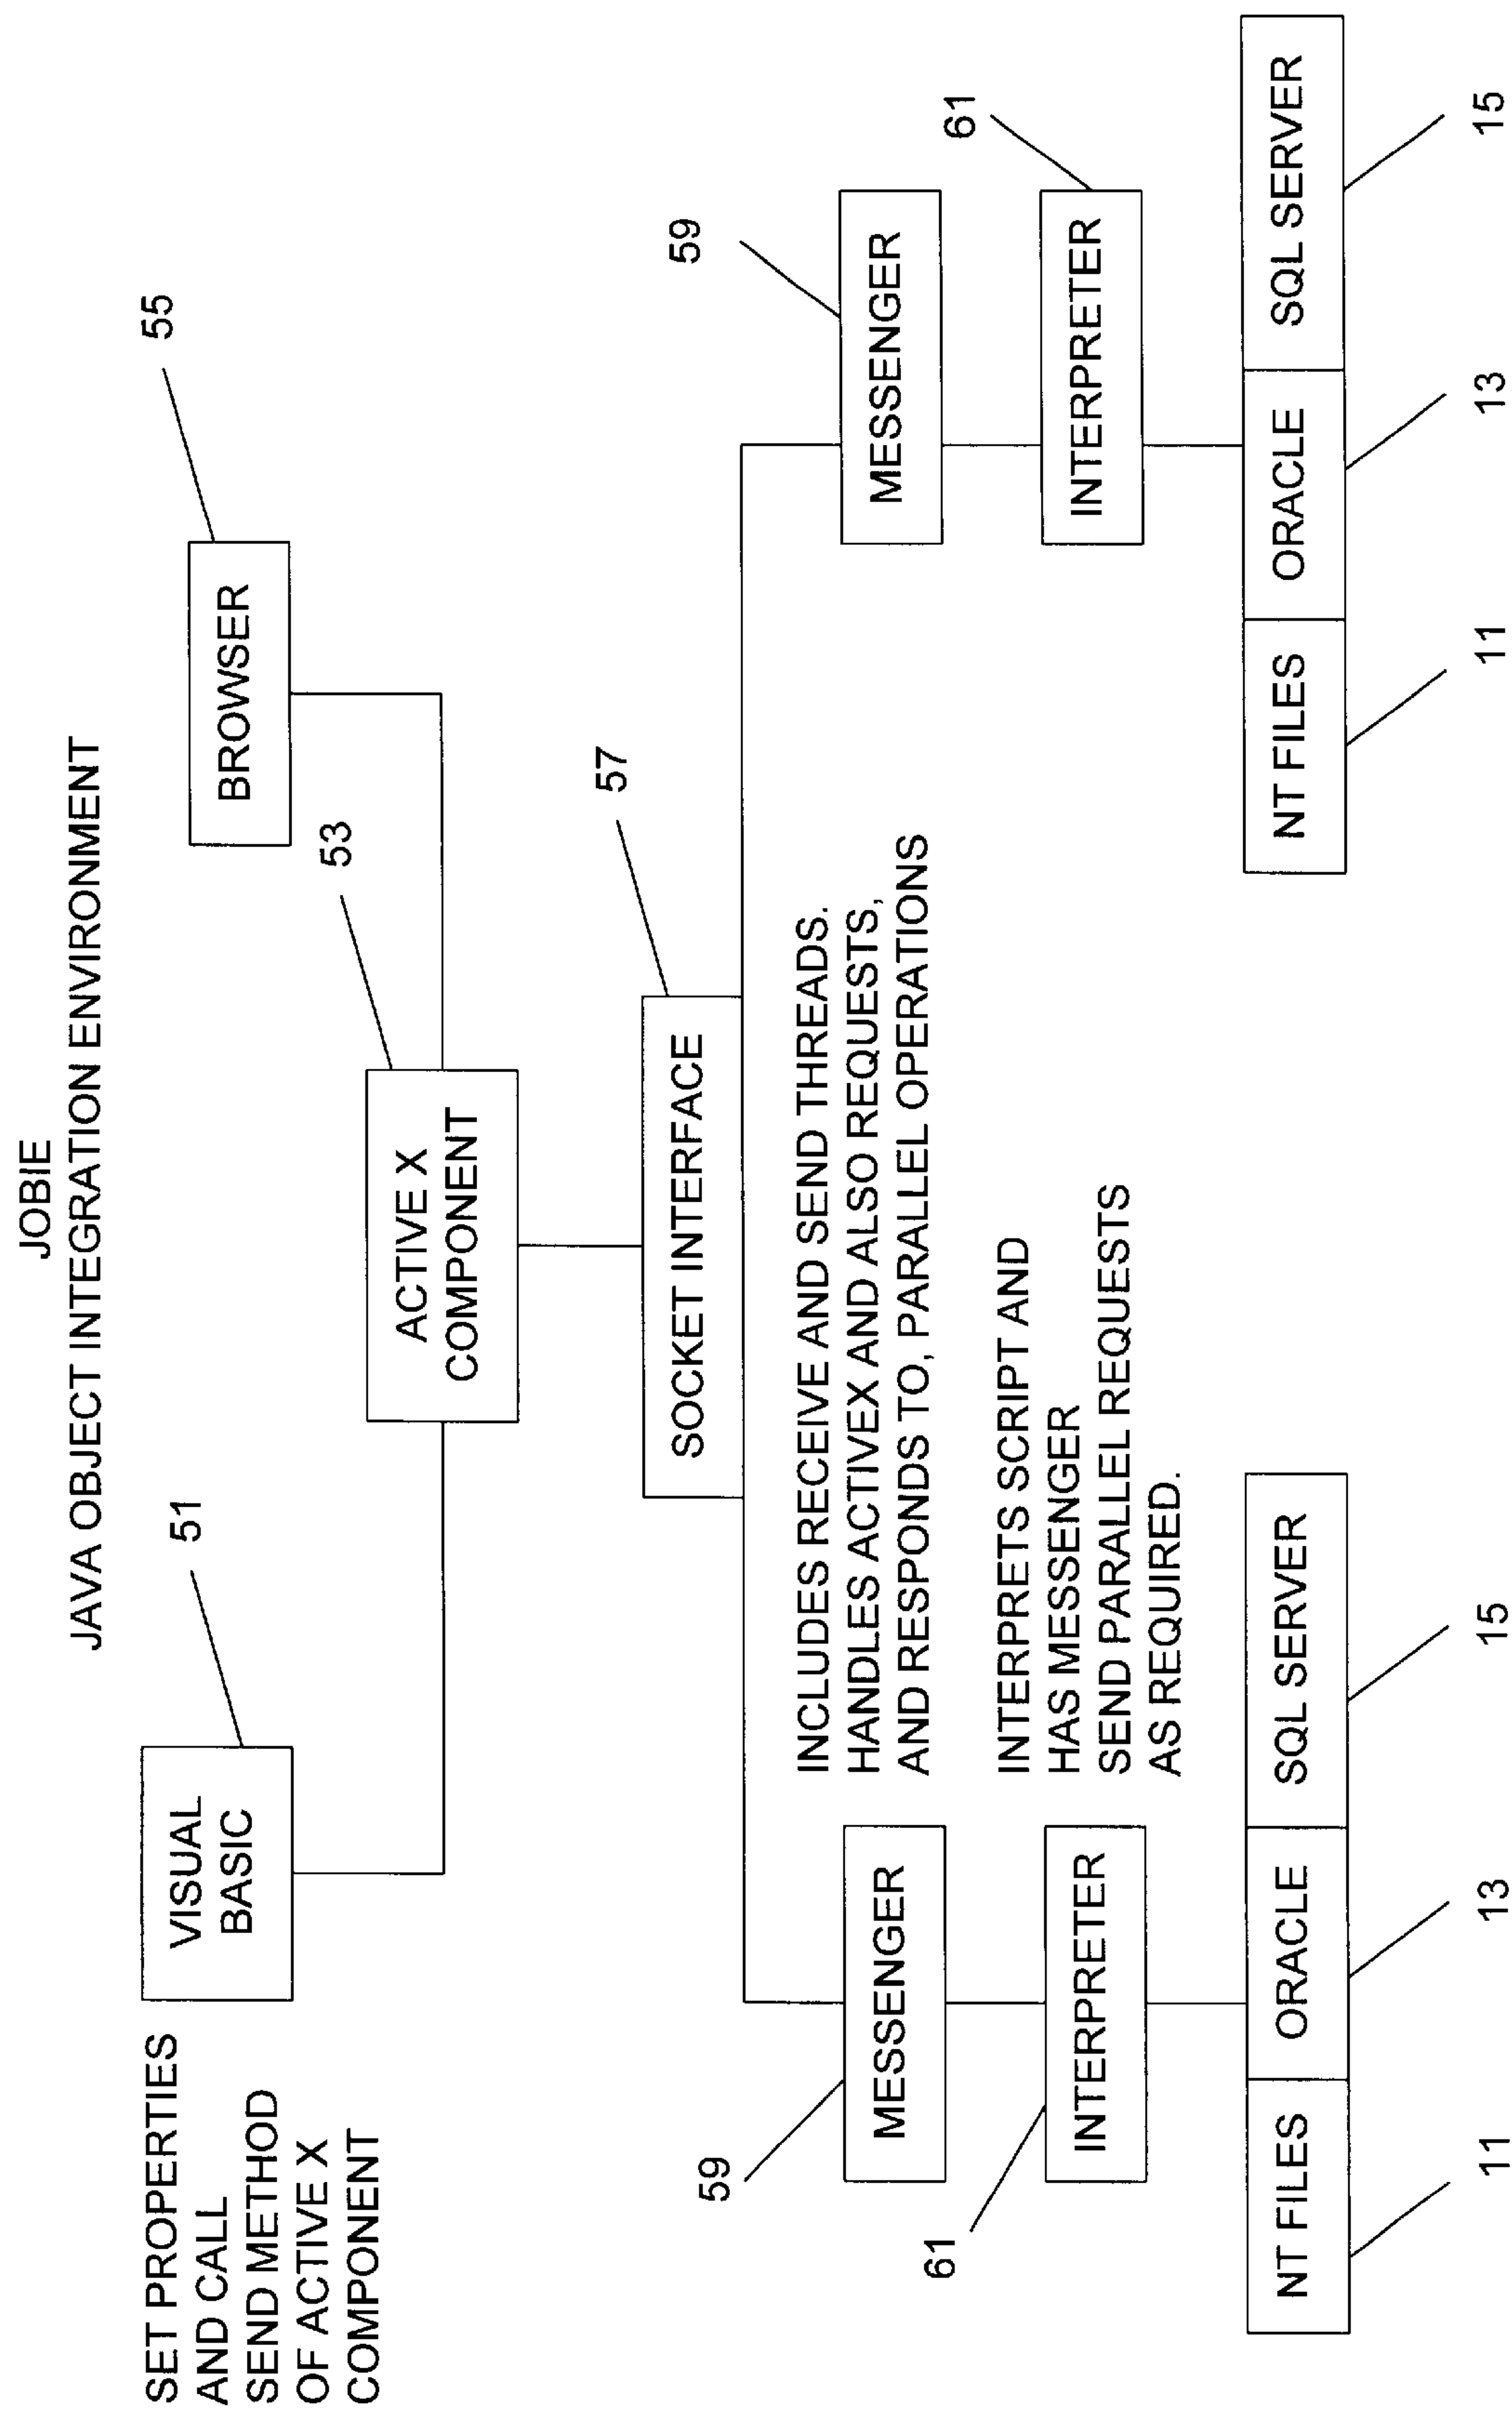 JOBIE
JAVA OBJECT INTEGRATION ENVIRONMENT
SET PROPERTIES
AND CALL
SEND METHOD
OF ACTIVE X
COMPONENT
VISUAL
BASIC
51
BROWSER
55
ACTIVE X
COMPONENT
53
SOCKET INTERFACE
57
INCLUDES RECEIVE AND SEND THREADS.
HANDLES ACTIVEX AND ALSO REQUESTS,
AND RESPONDS TO, PARALLEL OPERATIONS
INTERPRETS SCRIPT AND
HAS MESSENGER
SEND PARALLEL REQUESTS
AS REQUIRED.
59
MESSENGER
61
INTERPRETER
NT FILES
ORACLE
SQL SERVER
11
13
15
59
MESSENGER
61
INTERPRETER
NT FILES
ORACLE
SQL SERVER
11
13
15